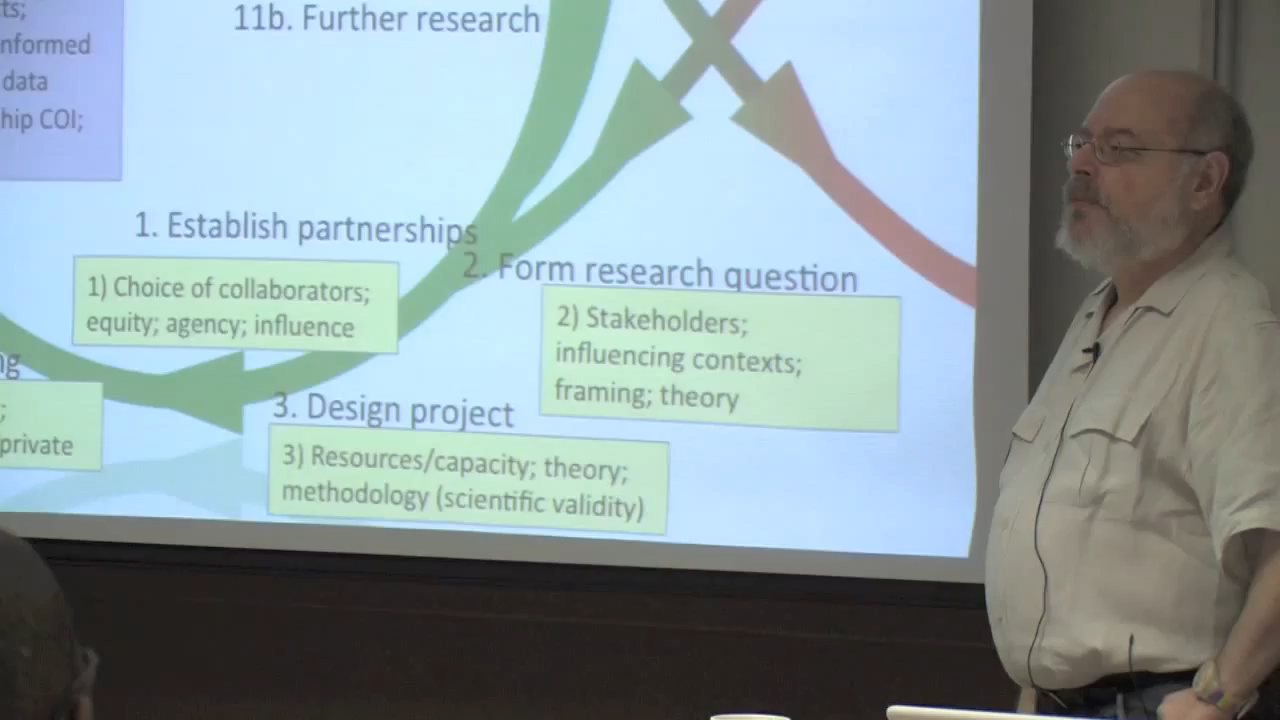 ts;
nformed
data
hip COI;
11b. Further research
1. Establish partnerships
1) Choice of collaborators;
equity; agency; influence
2. Form research question
2) Stakeholders;
influencing contexts;
framing; theory
ng
;
private
3. Design project
3) Resources/capacity; theory;
methodology (scientific validity)